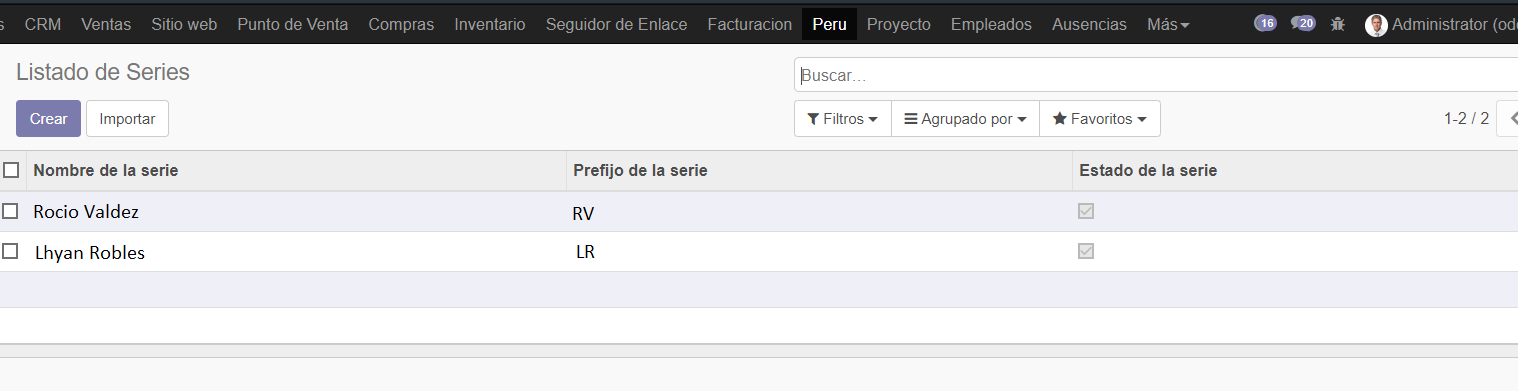 s CRM Ventas Sitio web Punto de Venta Compras Inventario Seguidor de Enlace Facturacion Peru Proyecto Empleados Ausencias Más 16 20 Administrator (od
Listado de Series
Buscar...
Crear Importar Filtros Agrupado por Favoritos 1-2 / 2
Nombre de la serie Prefijo de la serie Estado de la serie
Rocio Valdez RV
Lhyan Robles LR